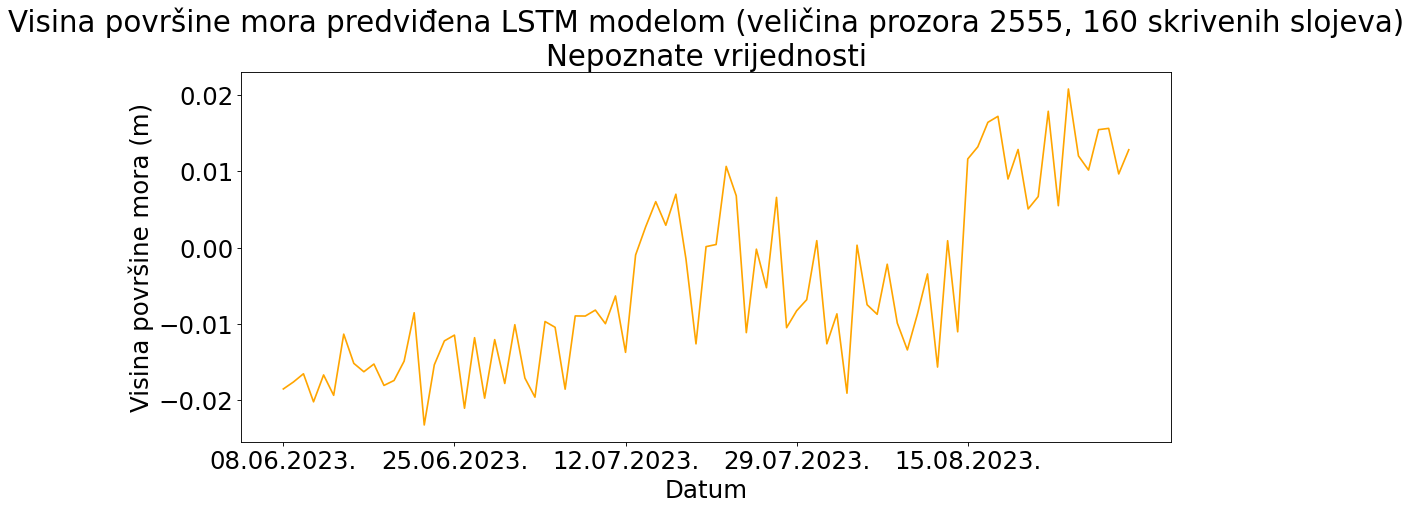 Visina površine mora predviđena LSTM modelom (veličina prozora 2555, 160 skrivenih slojeva)
Nepoznate vrijednosti
Visina površine mora (m)
0.02
0.01
0.00
−0.01
−0.02
08.06.2023. 25.06.2023. 12.07.2023. 29.07.2023. 15.08.2023.
Datum